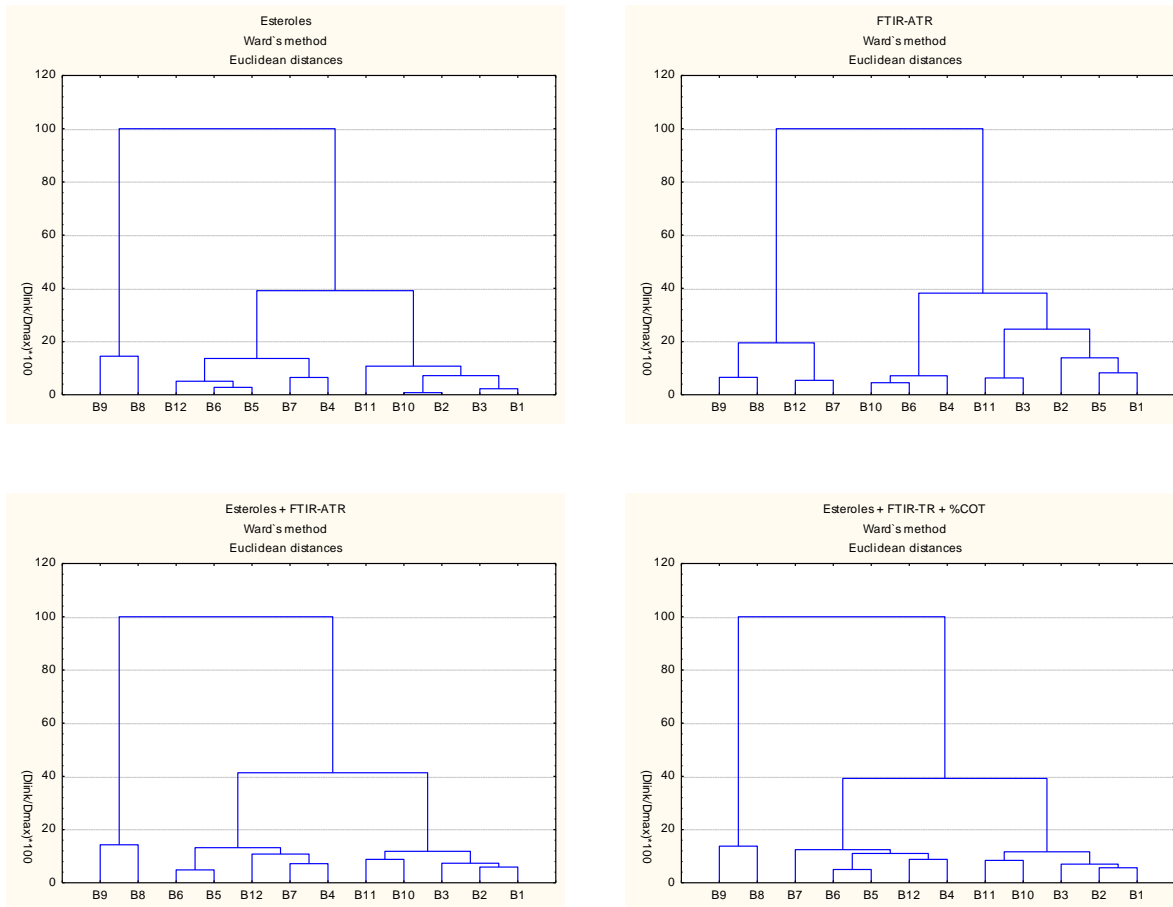 Esteroles
Ward`s method
Euclidean distances
120
100
80
60
40
20
0
(Dlink/Dmax)*100
B9 B8 B12 B6 B5 B7 B4 B11 B10 B2 B3 B1
FTIR-ATR
Ward`s method
Euclidean distances
120
100
80
60
40
20
0
(Dlink/Dmax)*100
B9 B8 B12 B7 B10 B6 B4 B11 B3 B2 B5 B1
Esteroles + FTIR-ATR
Ward`s method
Euclidean distances
120
100
80
60
40
20
0
(Dlink/Dmax)*100
B9 B8 B6 B5 B12 B7 B4 B11 B10 B3 B2 B1
Esteroles + FTIR-TR + %COT
Ward`s method
Euclidean distances
120
100
80
60
40
20
0
(Dlink/Dmax)*100
B9 B8 B7 B6 B5 B12 B4 B11 B10 B3 B2 B1